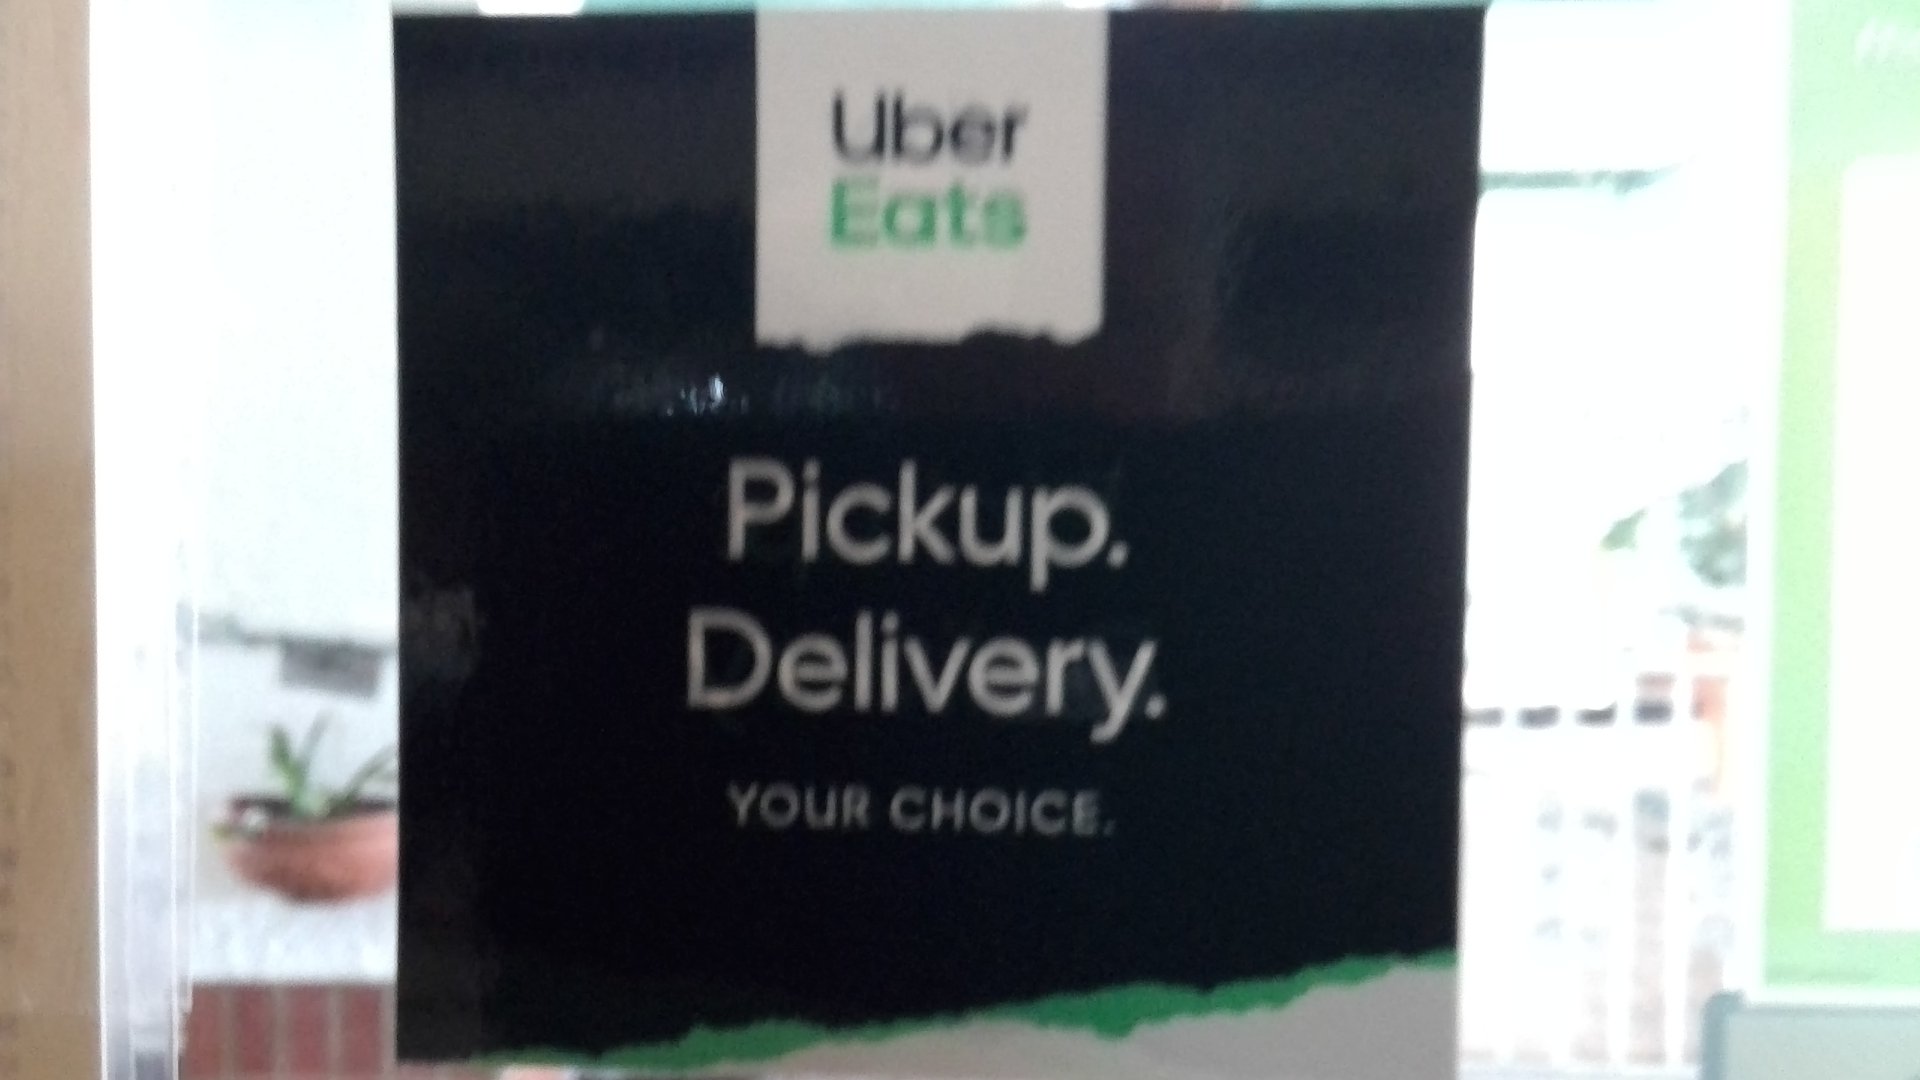 Uber
Eats
Pickup.
Delivery.
YOUR CHOICE.